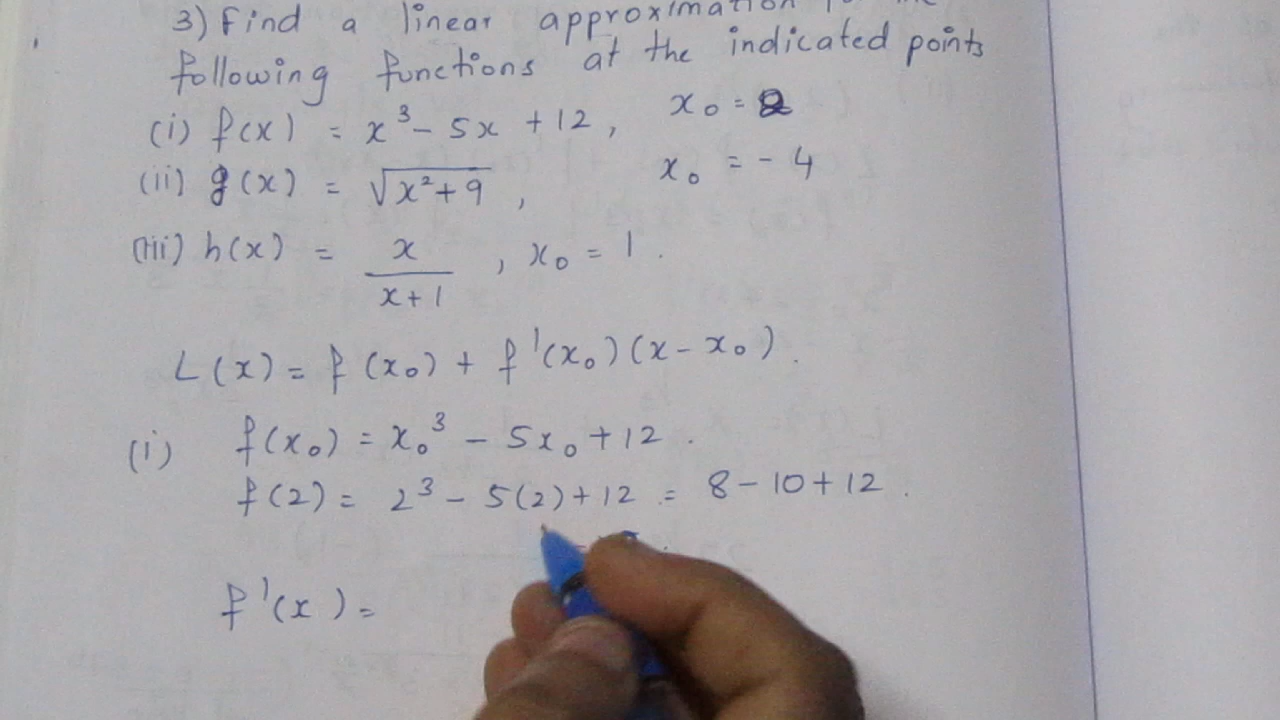 3) Find a linear approximation
following functions at the indicated points
(i) f(x) = x³ - 5x + 12, x₀ = 2
(ii) g(x) = √(x² + 9), x₀ = - 4
(iii) h(x) = x/(x+1), x₀ = 1.
L(x) = f(x₀) + f'(x₀)(x - x₀).
(i) f(x₀) = x₀³ - 5x₀ + 12.
f(2) = 2³ - 5(2) + 12 = 8 - 10 + 12.
f'(x) =